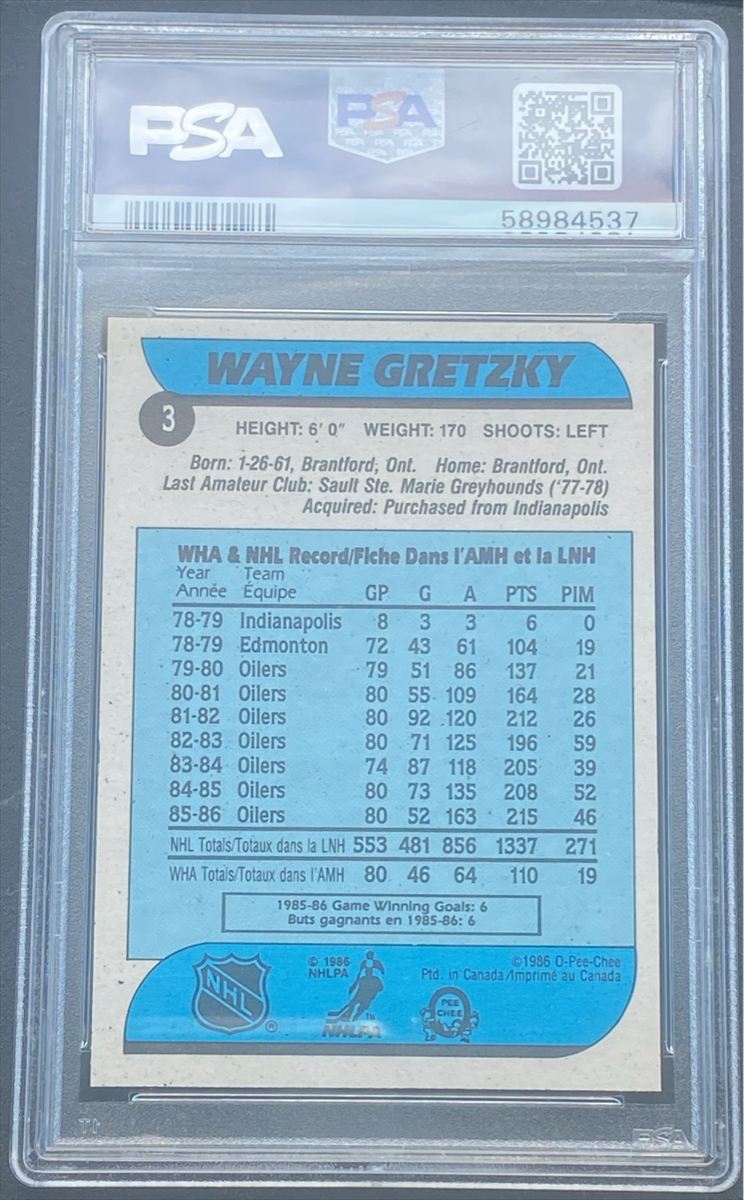 PSA
PSA
58984537
WAYNE GRETZKY
3
HEIGHT: 6' 0" WEIGHT: 170 SHOOTS: LEFT
Born: 1-26-61, Brantford, Ont. Home: Brantford, Ont.
Last Amateur Club: Sault Ste. Marie Greyhounds ('77-78)
Acquired: Purchased from Indianapolis
WHA & NHL Record/Fiche Dans l'AMH et la LNH
Year Team
Année Équipe GP G A PTS PIM
78-79 Indianapolis 8 3 3 6 0
78-79 Edmonton 72 43 61 104 19
79-80 Oilers 79 51 86 137 21
80-81 Oilers 80 55 109 164 28
81-82 Oilers 80 92 120 212 26
82-83 Oilers 80 71 125 196 59
83-84 Oilers 74 87 118 205 39
84-85 Oilers 80 73 135 208 52
85-86 Oilers 80 52 163 215 46
NHL Totals/Totaux dans la LNH 553 481 856 1337 271
WHA Totals/Totaux dans l'AMH 80 46 64 110 19
1985-86 Game Winning Goals: 6
Buts gagnants en 1985-86: 6
NHL ®
© 1986
NHLPA
NHLPA ™
PEE
CHEE
©1986 O-Pee-Chee
Ptd. in Canada/Imprimé au Canada
PSA